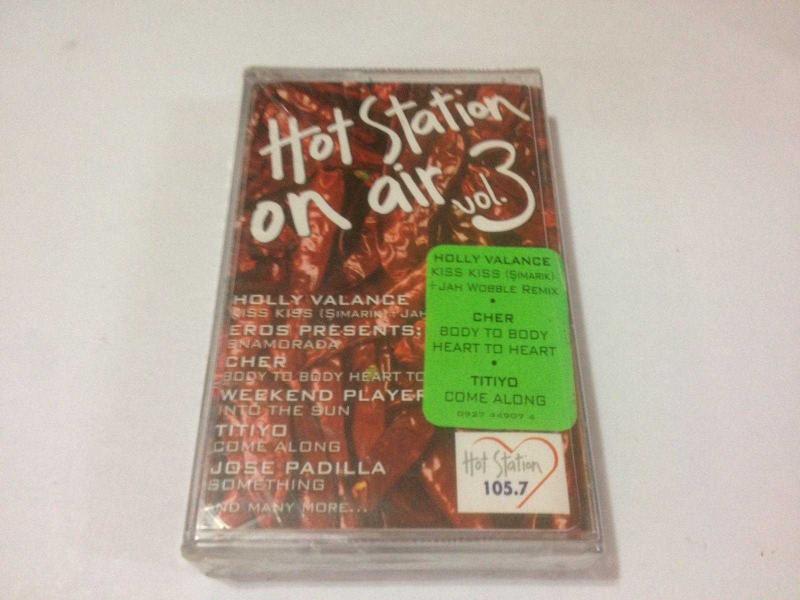 Hot Station
on air vol. 3
HOLLY VALANCE
KISS KISS (ŞIMARIK)+JAH
EROS PRESENTS:
ENAMORADA
CHER
BODY TO BODY HEART TO
WEEKEND PLAYER
INTO THE SUN
TITIYO
COME ALONG
JOSE PADILLA
SOMETHING
AND MANY MORE...
HOLLY VALANCE
KISS KISS (ŞIMARIK)
+JAH WOBBLE REMIX
•
CHER
BODY TO BODY
HEART TO HEART
•
TITIYO
COME ALONG
0927 44907 4
Hot Station
105.7